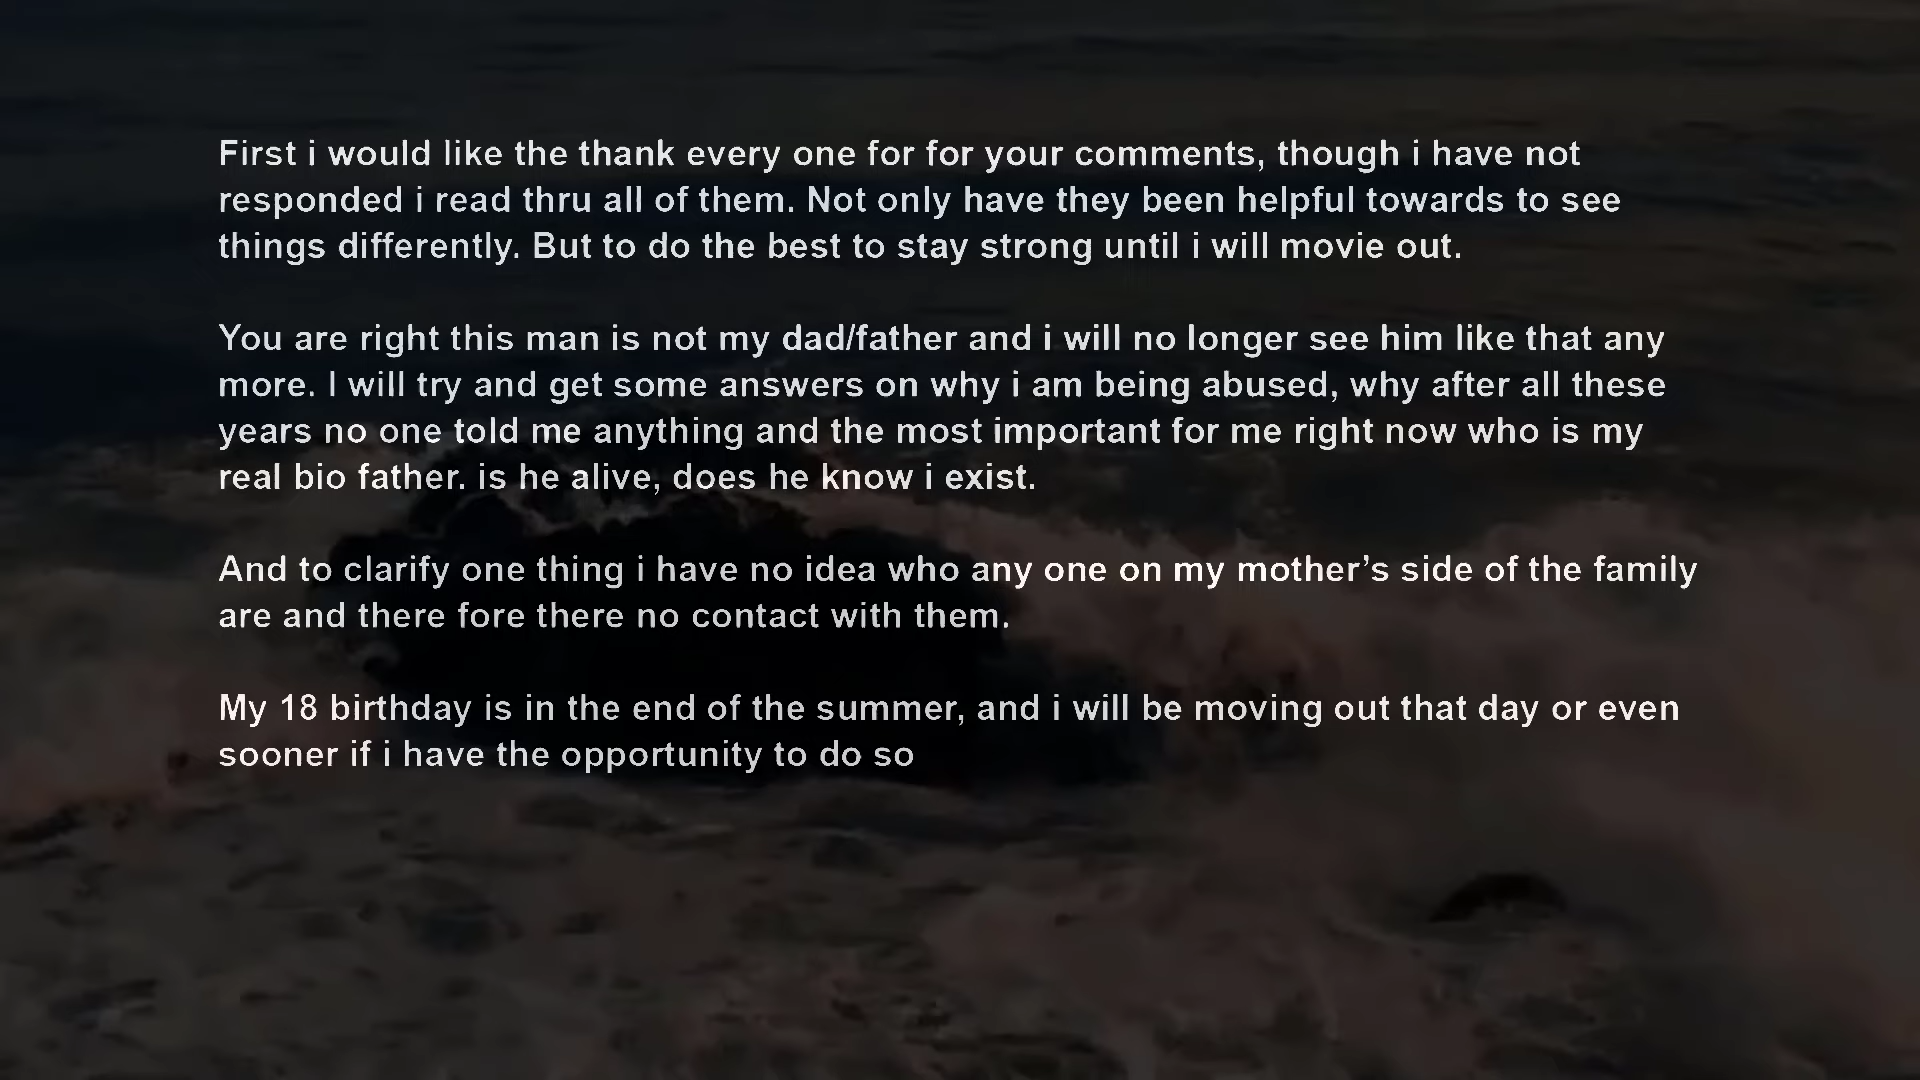 First i would like the thank every one for for your comments, though i have not
responded i read thru all of them. Not only have they been helpful towards to see
things differently. But to do the best to stay strong until i will movie out.
You are right this man is not my dad/father and i will no longer see him like that any
more. I will try and get some answers on why i am being abused, why after all these
years no one told me anything and the most important for me right now who is my
real bio father. is he alive, does he know i exist.
And to clarify one thing i have no idea who any one on my mother's side of the family
are and there fore there no contact with them.
My 18 birthday is in the end of the summer, and i will be moving out that day or even
sooner if i have the opportunity to do so